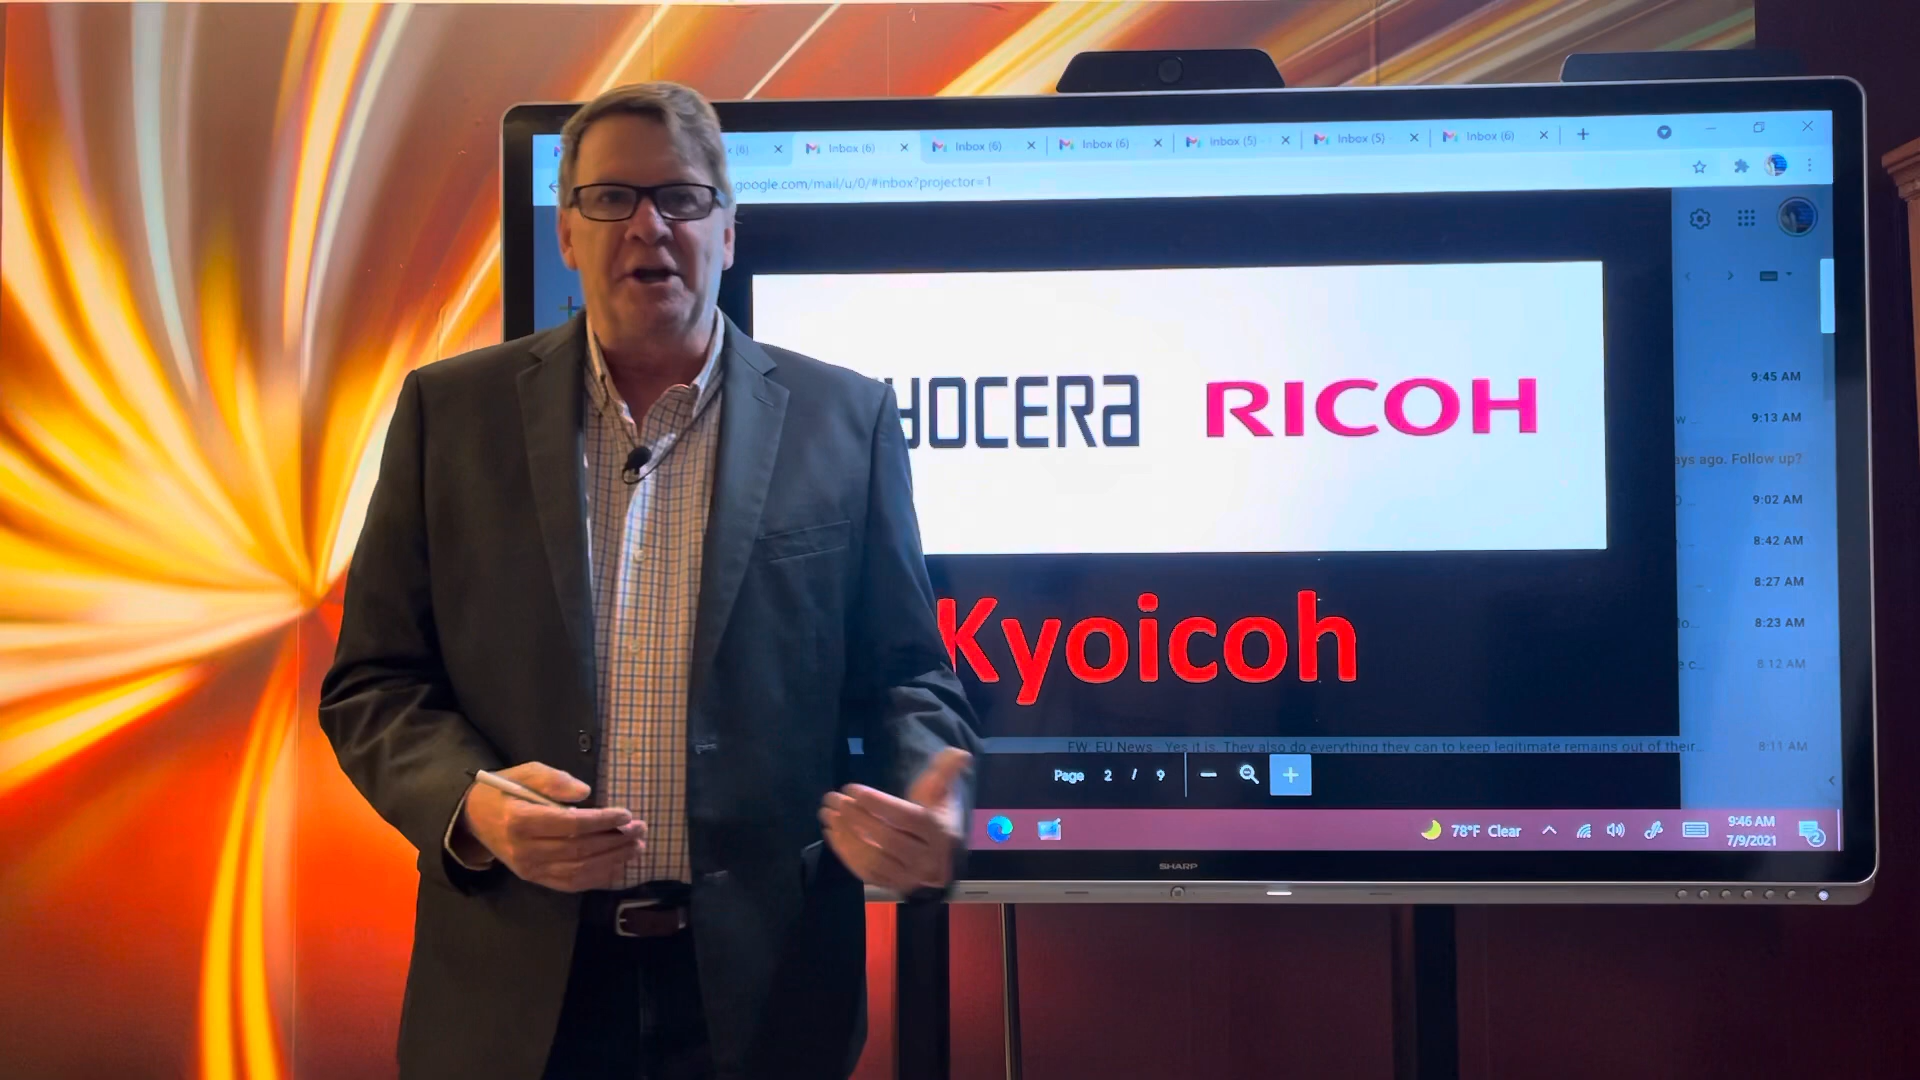 (6)
Inbox (6)
Inbox (6)
Inbox (6)
Inbox (5)
Inbox (5)
Inbox (6)
google.com/mail/u/0/#inbox?projector=1
YOCERA RICOH
Kyoicoh
9:45 AM
9:13 AM
ays ago. Follow up?
9:02 AM
8:42 AM
8:27 AM
8:23 AM
8:12 AM
FW: EU News - Yes it is. They also do everything they can to keep legitimate remains out of their... 8:11 AM
Page 2 / 9
78°F Clear
9:46 AM
7/9/2021
2
SHARP